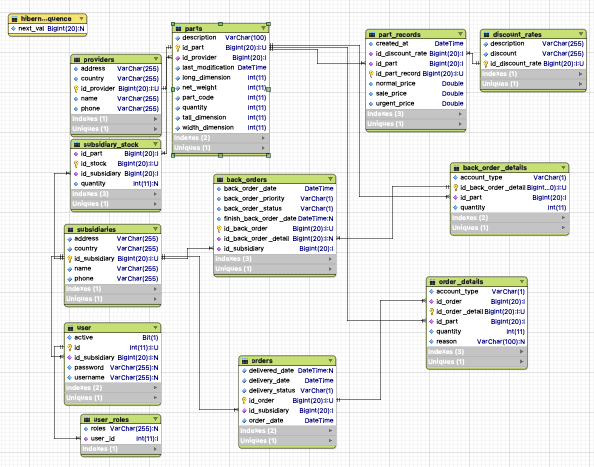 hibern...quence
next_val Bigint(20):N
parts
description VarChar(100)
id_part Bigint(20)::U
id_provider Bigint(20):I
last_modification DateTime
long_dimension Int(11)
net_weight Int(11)
part_code Int(11)
quantity Int(11)
tall_dimension Int(11)
width_dimension Int(11)
Indexes (2)
Uniques (1)
part_records
created_at DateTime
id_discount_rate Bigint(20):I
id_part Bigint(20):I
id_part_record Bigint(20)::U
normal_price Double
sale_price Double
urgent_price Double
Indexes (3)
Uniques (1)
discount_rates
description VarChar(255)
discount VarChar(255)
id_discount_rate Bigint(20)::U
Indexes (1)
Uniques (1)
providers
address VarChar(255)
country VarChar(255)
id_provider Bigint(20)::U
name VarChar(255)
phone VarChar(255)
Indexes (1)
Uniques (1)
subsidiary_stock
id_part Bigint(20):I
id_stock Bigint(20)::U
id_subsidiary Bigint(20):I
quantity Int(11):N
Indexes (3)
Uniques (1)
back_orders
back_order_date DateTime
back_order_priority VarChar(1)
back_order_status VarChar(1)
finish_back_order_date DateTime:N
id_back_order Bigint(20)::U
id_back_order_detail Bigint(20)::N
id_subsidiary Bigint(20):I
Indexes (3)
Uniques (1)
back_order_details
account_type VarChar(1)
id_back_order_detail Bigint...0)::U
id_part Bigint(20):I
quantity Int(11)
Indexes (2)
Uniques (1)
subsidiaries
address VarChar(255)
country VarChar(255)
id_subsidiary Bigint(20)::U
name VarChar(255)
phone VarChar(255)
Indexes (1)
Uniques (1)
order_details
account_type VarChar(1)
id_order Bigint(20):I
id_order_detail Bigint(20)::U
id_part Bigint(20):I
quantity Int(11)
reason VarChar(100):N
Indexes (3)
Uniques (1)
user
active Bit(1)
id Int(11)::U
id_subsidiary Bigint(20)::N
password VarChar(255):N
username VarChar(255):N
Indexes (2)
Uniques (1)
orders
delivered_date DateTime:N
delivery_date DateTime
delivery_status VarChar(1)
id_order Bigint(20)::U
id_subsidiary Bigint(20):I
order_date DateTime
Indexes (2)
Uniques (1)
user_roles
roles VarChar(255):N
user_id Int(11):I